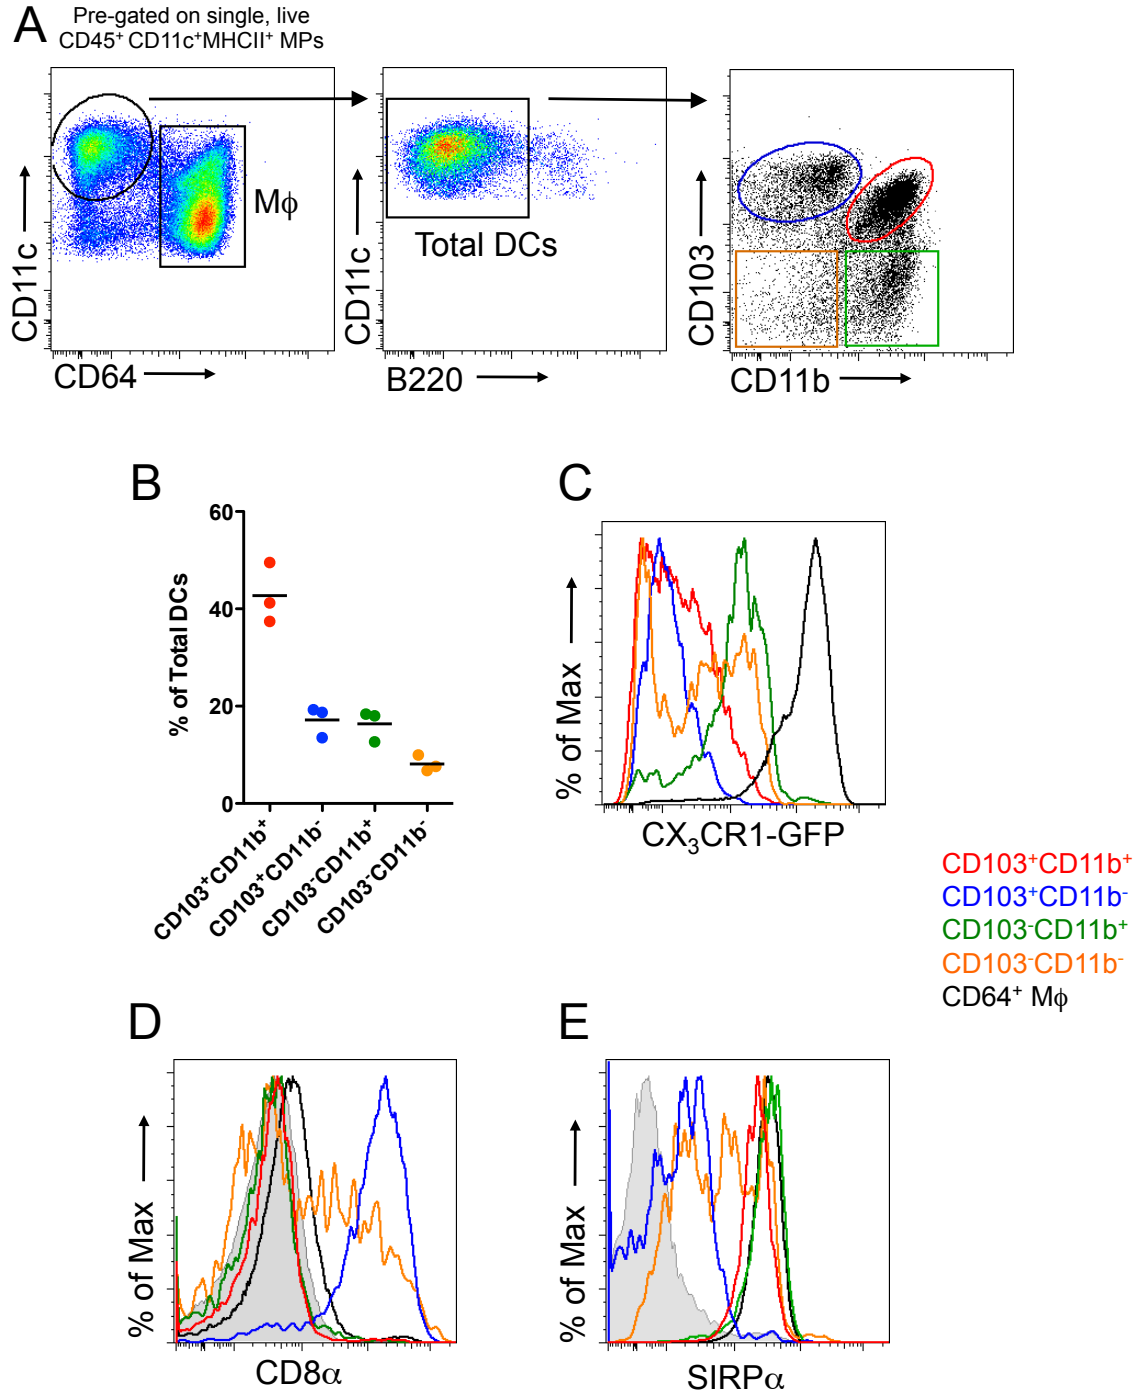 A
Pre-gated on single, live
CD45⁺ CD11c⁺MHCII⁺ MPs
Mϕ
Total DCs
CD11c
CD64
CD11c
B220
CD103
CD11b
B
% of Total DCs
60
40
20
0
CD103⁺CD11b⁺
CD103⁺CD11b⁻
CD103⁻CD11b⁺
CD103⁻CD11b⁻
C
% of Max
CX₃CR1-GFP
CD103⁺CD11b⁺
CD103⁺CD11b⁻
CD103⁻CD11b⁺
CD103⁻CD11b⁻
CD64⁺ Mϕ
D
% of Max
CD8α
E
% of Max
SIRPα